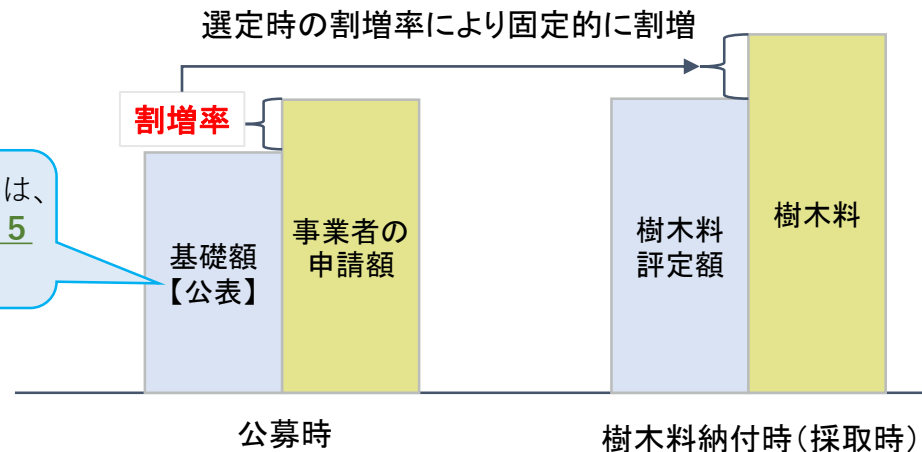 選定時の割増率により固定的に割増
割増率
は、
5
基礎額
【公表】
事業者の
申請額
樹木料
評定額
樹木料
公募時
樹木料納付時（採取時）